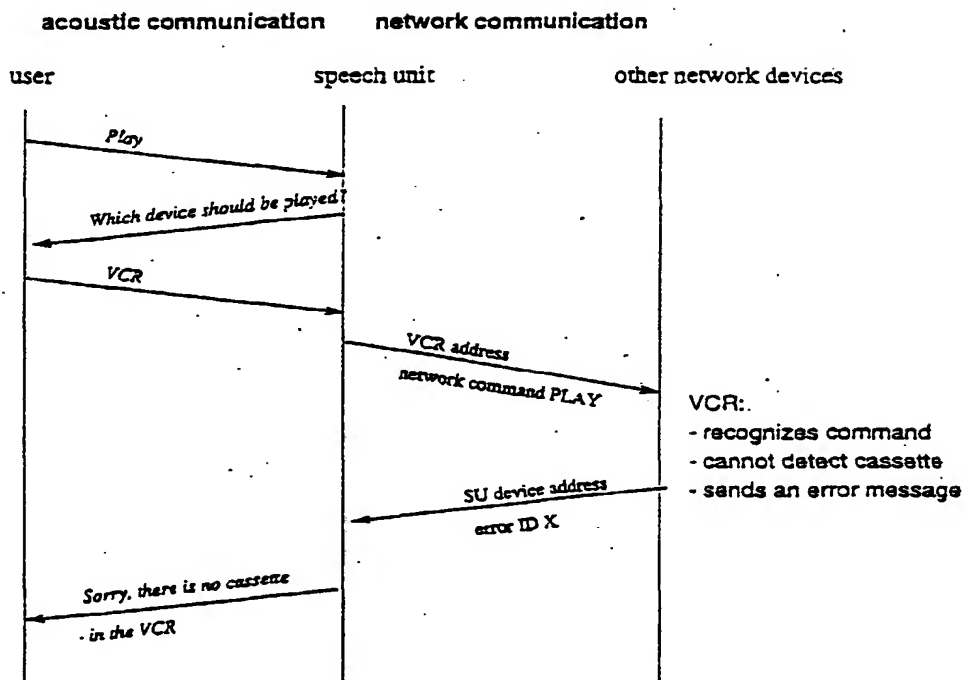 acoustic communication network communication
user speech unit other network devices
Play
Which device should be played?
VCR
VCR address
network command PLAY
VCR:.
- recognizes command
- cannot detect cassette
- sends an error message
SU device address
error ID X
Sorry, there is no cassette
- in the VCR